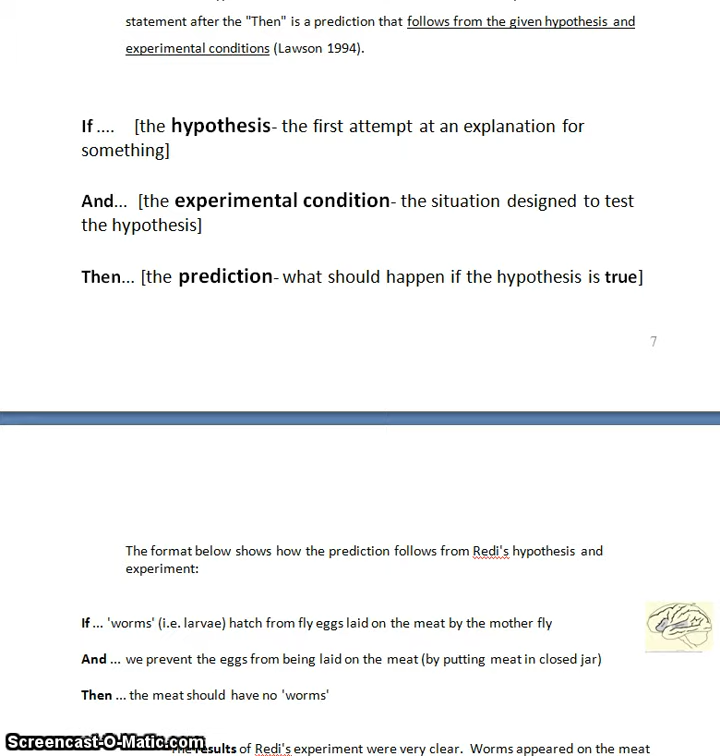 statement after the "Then" is a prediction that follows from the given hypothesis and
experimental conditions (Lawson 1994).
If .... [the hypothesis- the first attempt at an explanation for
something]
And... [the experimental condition- the situation designed to test
the hypothesis]
Then... [the prediction- what should happen if the hypothesis is true]
7
The format below shows how the prediction follows from Redi's hypothesis and
experiment:
If ... 'worms' (i.e. larvae) hatch from fly eggs laid on the meat by the mother fly
And ... we prevent the eggs from being laid on the meat (by putting meat in closed jar)
Then ... the meat should have no 'worms'
results of Redi's experiment were very clear. Worms appeared on the meat
Screencast-O-Matic.com